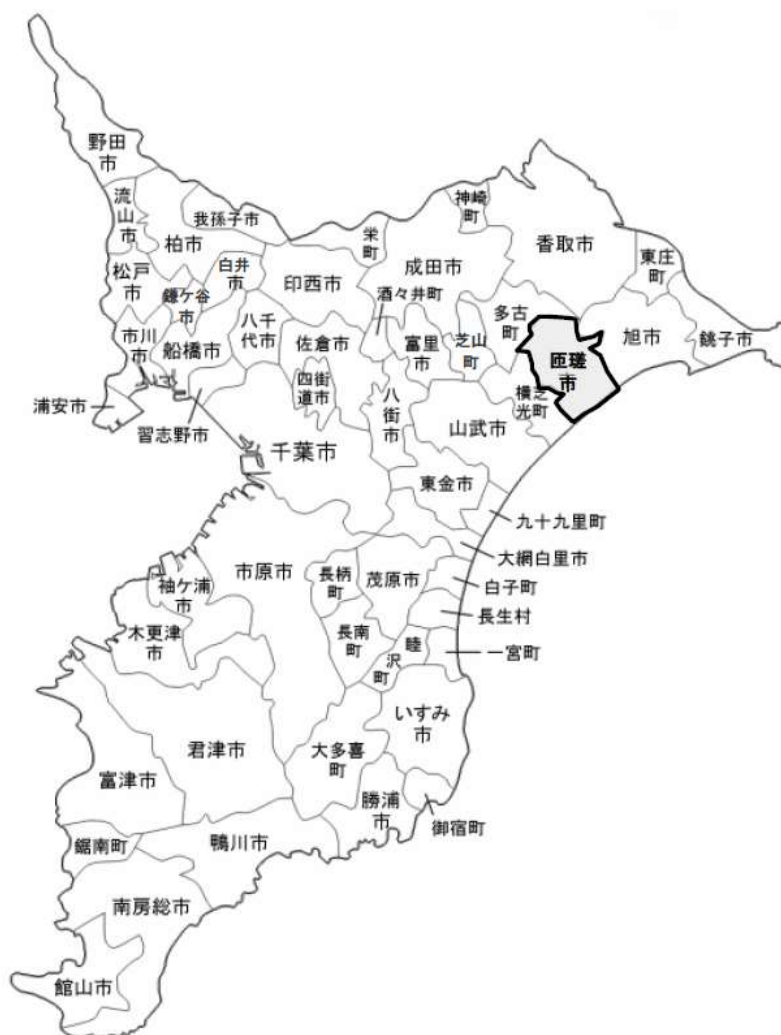 野田
市
流
山
市
我孫子市
柏市
神崎
町
栄
町
香取市
成田市
東庄
町
松戸
市
白井
市
印西市
酒々井町
鎌ケ谷
市
多古
町
旭市
銚子市
市川
市
船橋市
八千
代市
佐倉市
富里
市
芝山
町
匝瑳
市
四街
道市
八
街
市
横芝
光町
浦安市
習志野市
山武市
千葉市
東金市
九十九里町
大網白里市
市原市
長柄
町
茂原市
白子町
袖ケ浦
市
長生村
木更津
市
長南
町
睦
沢
町
一宮町
いすみ
市
君津市
大多喜
町
富津市
勝浦
市
御宿町
鋸南町
鴨川市
南房総市
館山市